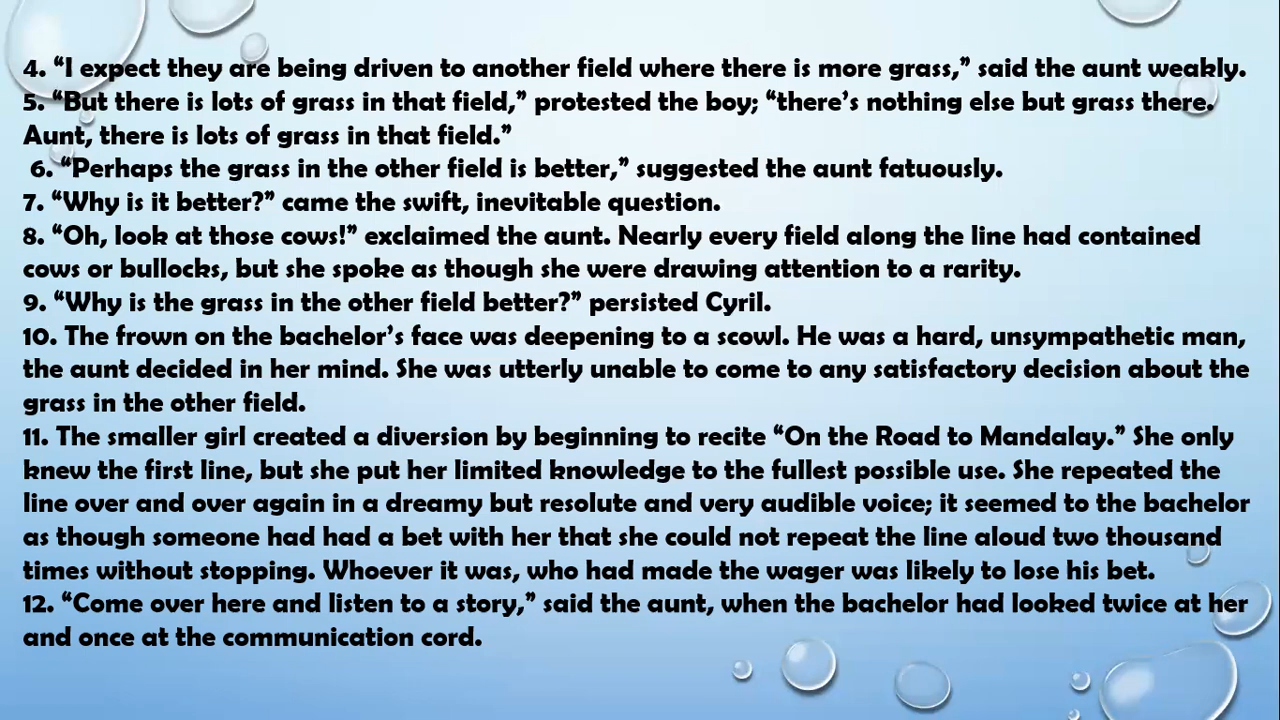 4. “I expect they are being driven to another field where there is more grass,” said the aunt weakly.
5. “But there is lots of grass in that field,” protested the boy; “there’s nothing else but grass there.
Aunt, there is lots of grass in that field.”
6. “Perhaps the grass in the other field is better,” suggested the aunt fatuously.
7. “Why is it better?” came the swift, inevitable question.
8. “Oh, look at those cows!” exclaimed the aunt. Nearly every field along the line had contained
cows or bullocks, but she spoke as though she were drawing attention to a rarity.
9. “Why is the grass in the other field better?” persisted Cyril.
10. The frown on the bachelor’s face was deepening to a scowl. He was a hard, unsympathetic man,
the aunt decided in her mind. She was utterly unable to come to any satisfactory decision about the
grass in the other field.
11. The smaller girl created a diversion by beginning to recite “On the Road to Mandalay.” She only
knew the first line, but she put her limited knowledge to the fullest possible use. She repeated the
line over and over again in a dreamy but resolute and very audible voice; it seemed to the bachelor
as though someone had had a bet with her that she could not repeat the line aloud two thousand
times without stopping. Whoever it was, who had made the wager was likely to lose his bet.
12. “Come over here and listen to a story,” said the aunt, when the bachelor had looked twice at her
and once at the communication cord.